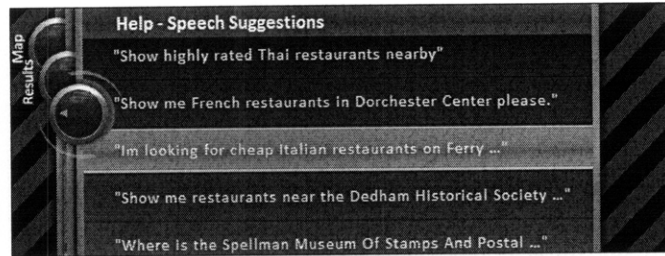 Help - Speech Suggestions
Map
Results
"Show highly rated Thai restaurants nearby"
"Show me French restaurants in Dorchester Center please."
"Im looking for cheap Italian restaurants on Ferry ..."
"Show me restaurants near the Dedham Historical Society ..."
"Where is the Spellman Museum Of Stamps And Postal ..."